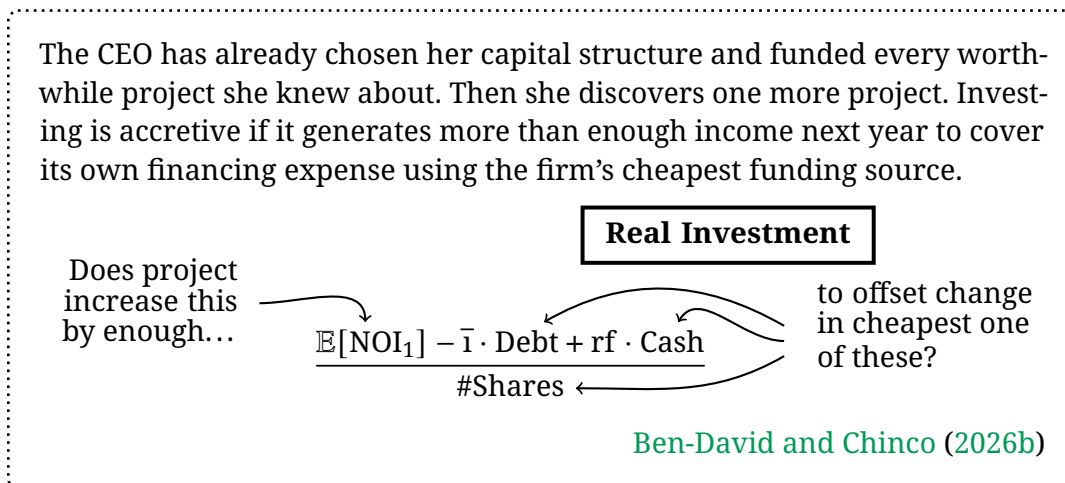 The CEO has already chosen her capital structure and funded every worth-
while project she knew about. Then she discovers one more project. Invest-
ing is accretive if it generates more than enough income next year to cover
its own financing expense using the firm's cheapest funding source.
Real Investment
Does project
increase this
by enough…
𝔼[NOI₁] − ī · Debt + rf · Cash
#Shares
to offset change
in cheapest one
of these?
Ben-David and Chinco (2026b)